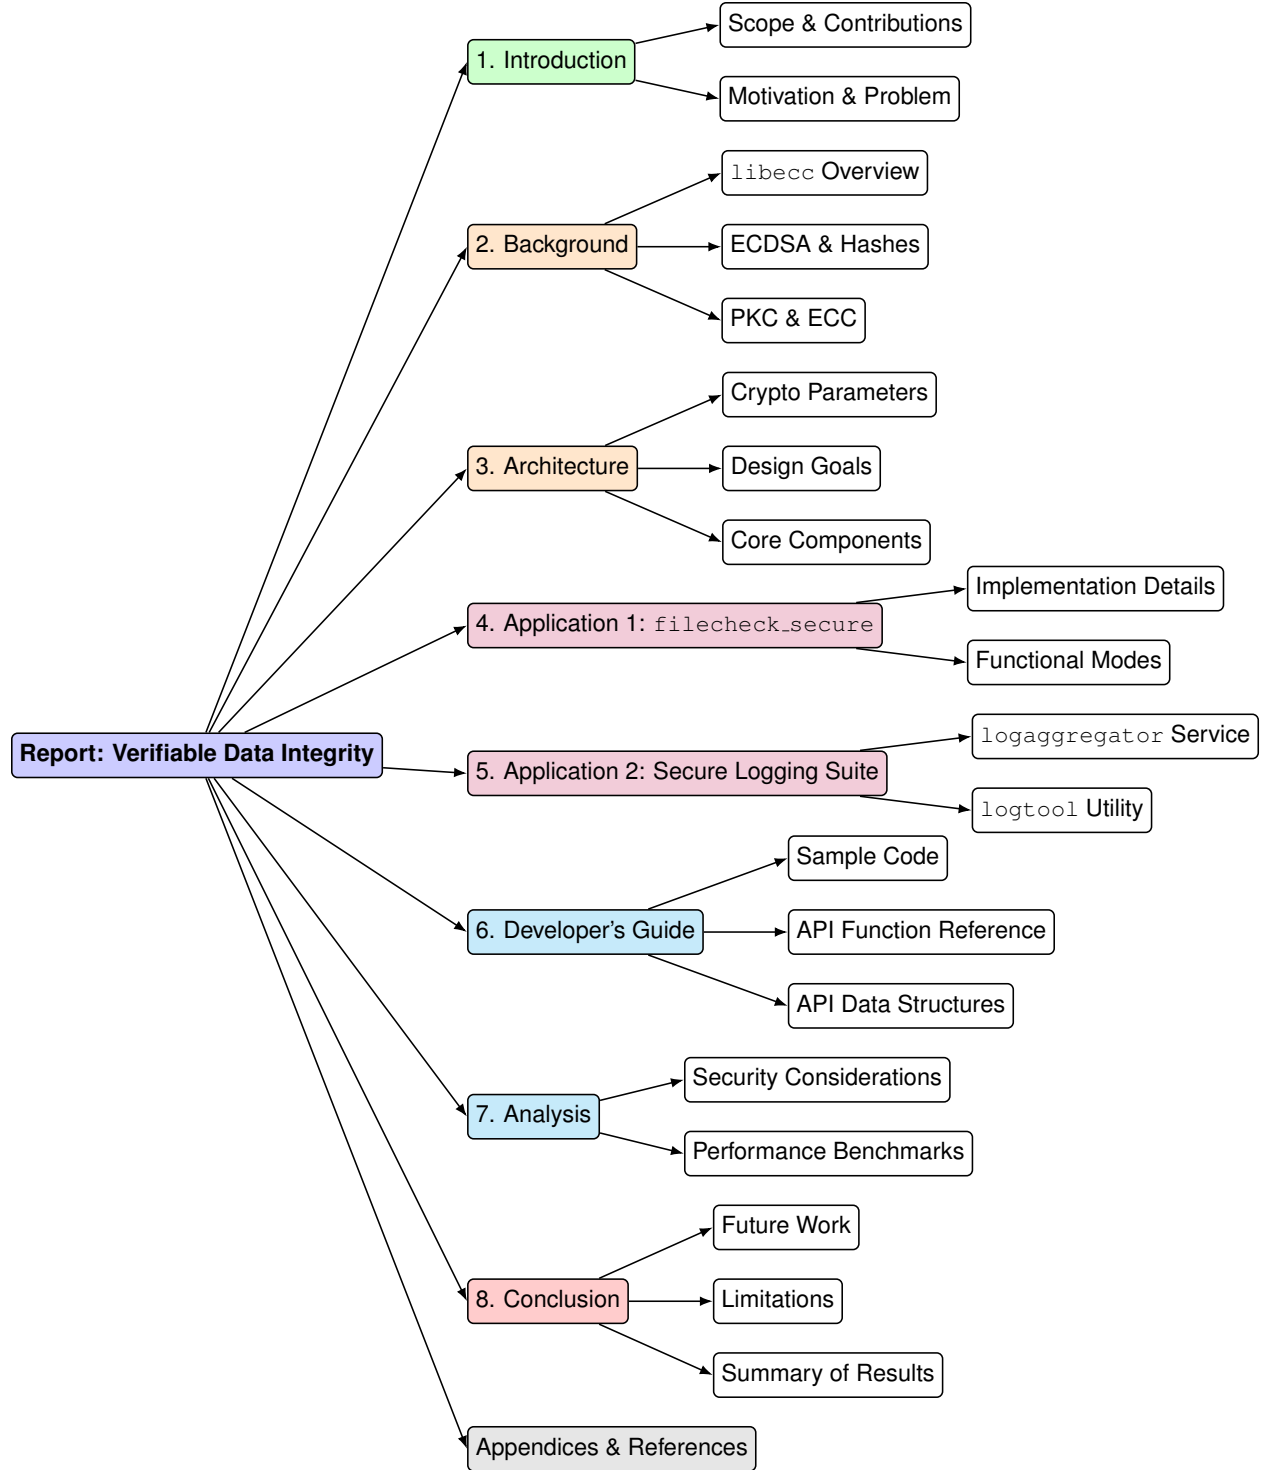 Report: Verifiable Data Integrity
1. Introduction
Scope & Contributions
Motivation & Problem
2. Background
libecc Overview
ECDSA & Hashes
PKC & ECC
3. Architecture
Crypto Parameters
Design Goals
Core Components
4. Application 1: filecheck_secure
Implementation Details
Functional Modes
5. Application 2: Secure Logging Suite
logaggregator Service
logtool Utility
6. Developer's Guide
Sample Code
API Function Reference
API Data Structures
7. Analysis
Security Considerations
Performance Benchmarks
8. Conclusion
Future Work
Limitations
Summary of Results
Appendices & References